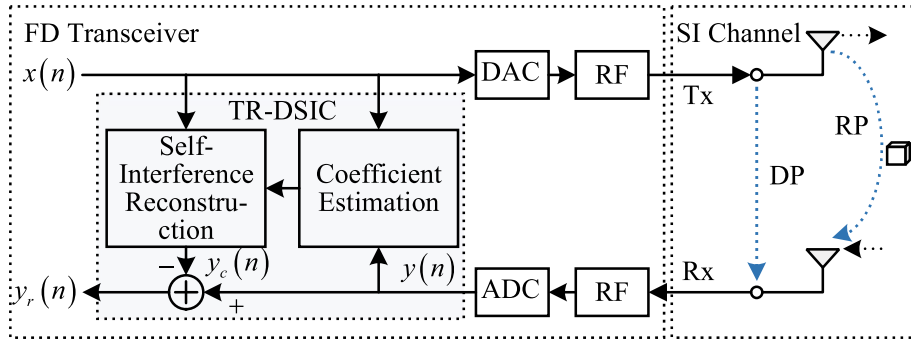 FD Transceiver
SI Channel
x(n)
DAC
RF
Tx
TR-DSIC
Self-
Interference
Reconstru-
ction
Coefficient
Estimation
RP
DP
− y_c(n)
y(n)
Rx
y_r(n)
+
ADC
RF